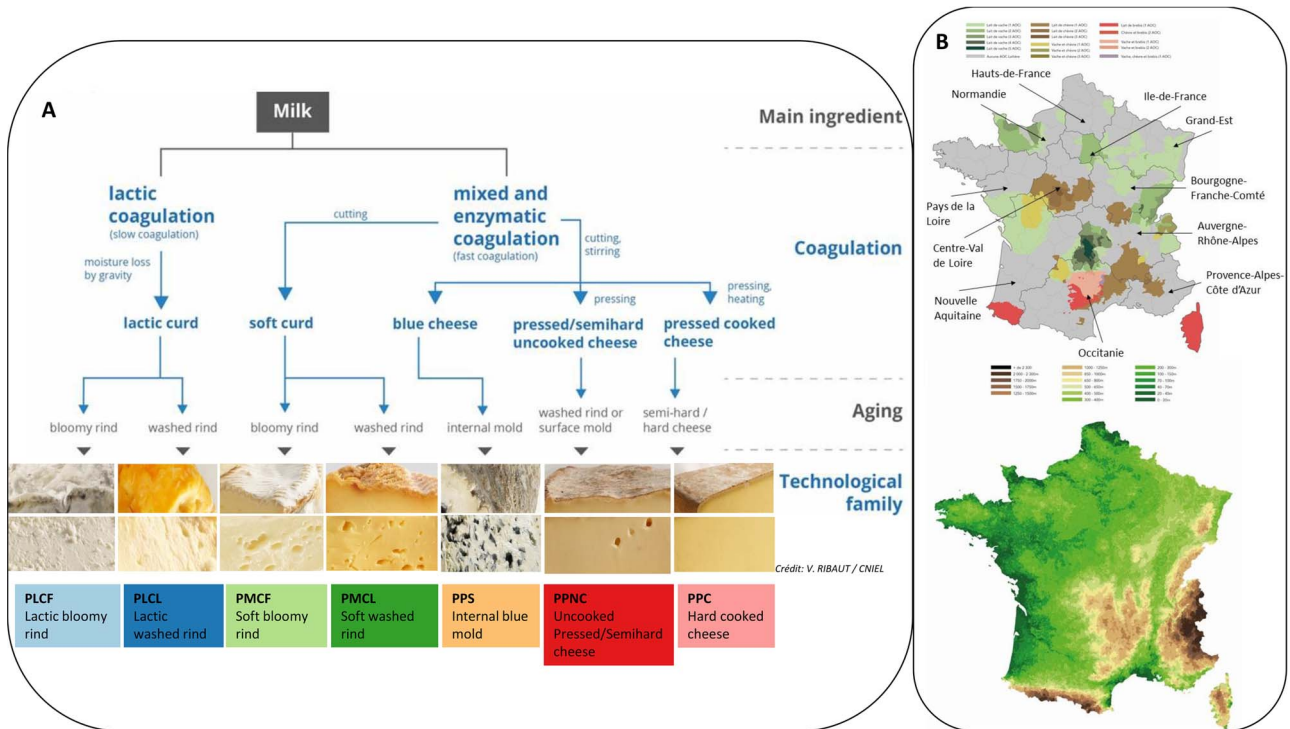 A
Milk
Main ingredient
lactic
coagulation
(slow coagulation)
mixed and
enzymatic
coagulation
(fast coagulation)
cutting
cutting,
stirring
Coagulation
moisture loss
by gravity
pressing
pressing,
heating
lactic curd
soft curd
blue cheese
pressed/semihard
uncooked cheese
pressed cooked
cheese
Aging
bloomy rind
washed rind
bloomy rind
washed rind
internal mold
washed rind or
surface mold
semi-hard /
hard cheese
Technological
family
Crédit: V. RIBAUT / CNIEL
PLCF
Lactic bloomy
rind
PLCL
Lactic
washed rind
PMCF
Soft bloomy
rind
PMCL
Soft washed
rind
PPS
Internal blue
mold
PPNC
Uncooked
Pressed/Semihard
cheese
PPC
Hard cooked
cheese
B
Hauts-de-France
Normandie
Ile-de-France
Grand-Est
Bourgogne-
Franche-Comté
Pays de la
Loire
Auvergne-
Rhône-Alpes
Centre-Val
de Loire
Provence-Alpes-
Côte d'Azur
Nouvelle
Aquitaine
Occitanie